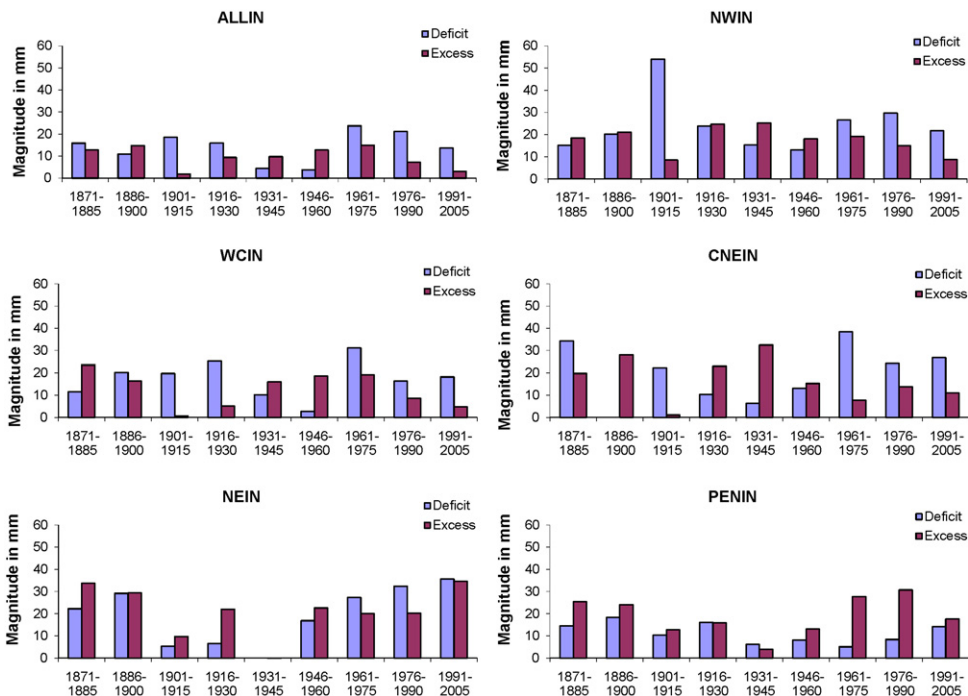 ALLIN
Deficit
Excess
Magnitude in mm
60
50
40
30
20
10
0
1871- 1886- 1901- 1916- 1931- 1946- 1961- 1976- 1991-
1885 1900 1915 1930 1945 1960 1975 1990 2005
NWIN
Deficit
Excess
Magnitude in mm
60
50
40
30
20
10
0
1871- 1886- 1901- 1916- 1931- 1946- 1961- 1976- 1991-
1885 1900 1915 1930 1945 1960 1975 1990 2005
WCIN
Deficit
Excess
Magnitude in mm
60
50
40
30
20
10
0
1871- 1886- 1901- 1916- 1931- 1946- 1961- 1976- 1991-
1885 1900 1915 1930 1945 1960 1975 1990 2005
CNEIN
Deficit
Excess
Magnitude in mm
60
50
40
30
20
10
0
1871- 1886- 1901- 1916- 1931- 1946- 1961- 1976- 1991-
1885 1900 1915 1930 1945 1960 1975 1990 2005
NEIN
Deficit
Excess
Magnitude in mm
60
50
40
30
20
10
0
1871- 1886- 1901- 1916- 1931- 1946- 1961- 1976- 1991-
1885 1900 1915 1930 1945 1960 1975 1990 2005
PENIN
Deficit
Excess
Magnitude in mm
60
50
40
30
20
10
0
1871- 1886- 1901- 1916- 1931- 1946- 1961- 1976- 1991-
1885 1900 1915 1930 1945 1960 1975 1990 2005